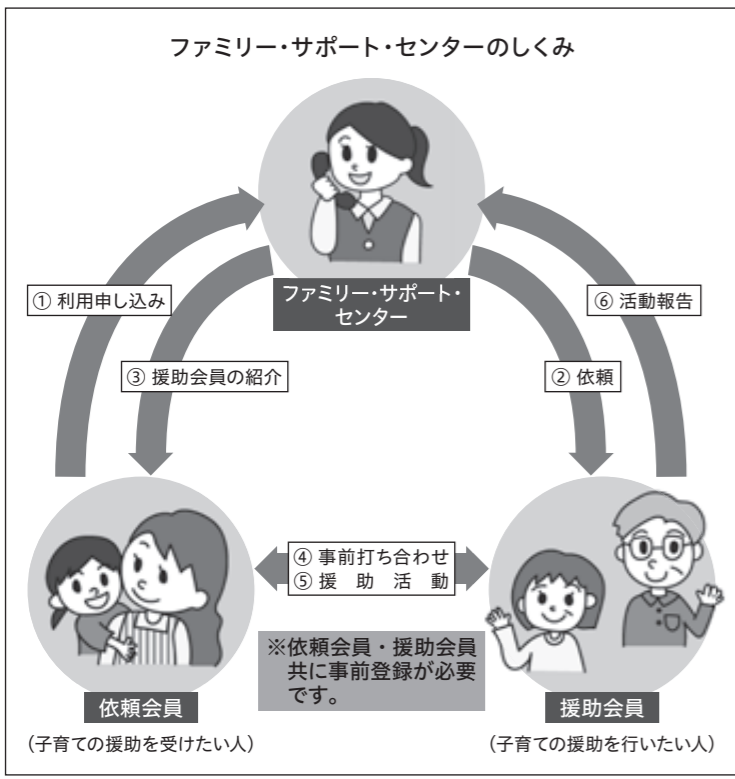 ファミリー・サポート・センターのしくみ
ファミリー・サポート・
センター
① 利用申し込み
⑥ 活動報告
③ 援助会員の紹介
② 依頼
④ 事前打ち合わせ
⑤ 援助活動
※依頼会員・援助会員
共に事前登録が必要
です。
依頼会員
(子育ての援助を受けたい人)
援助会員
(子育ての援助を行いたい人)